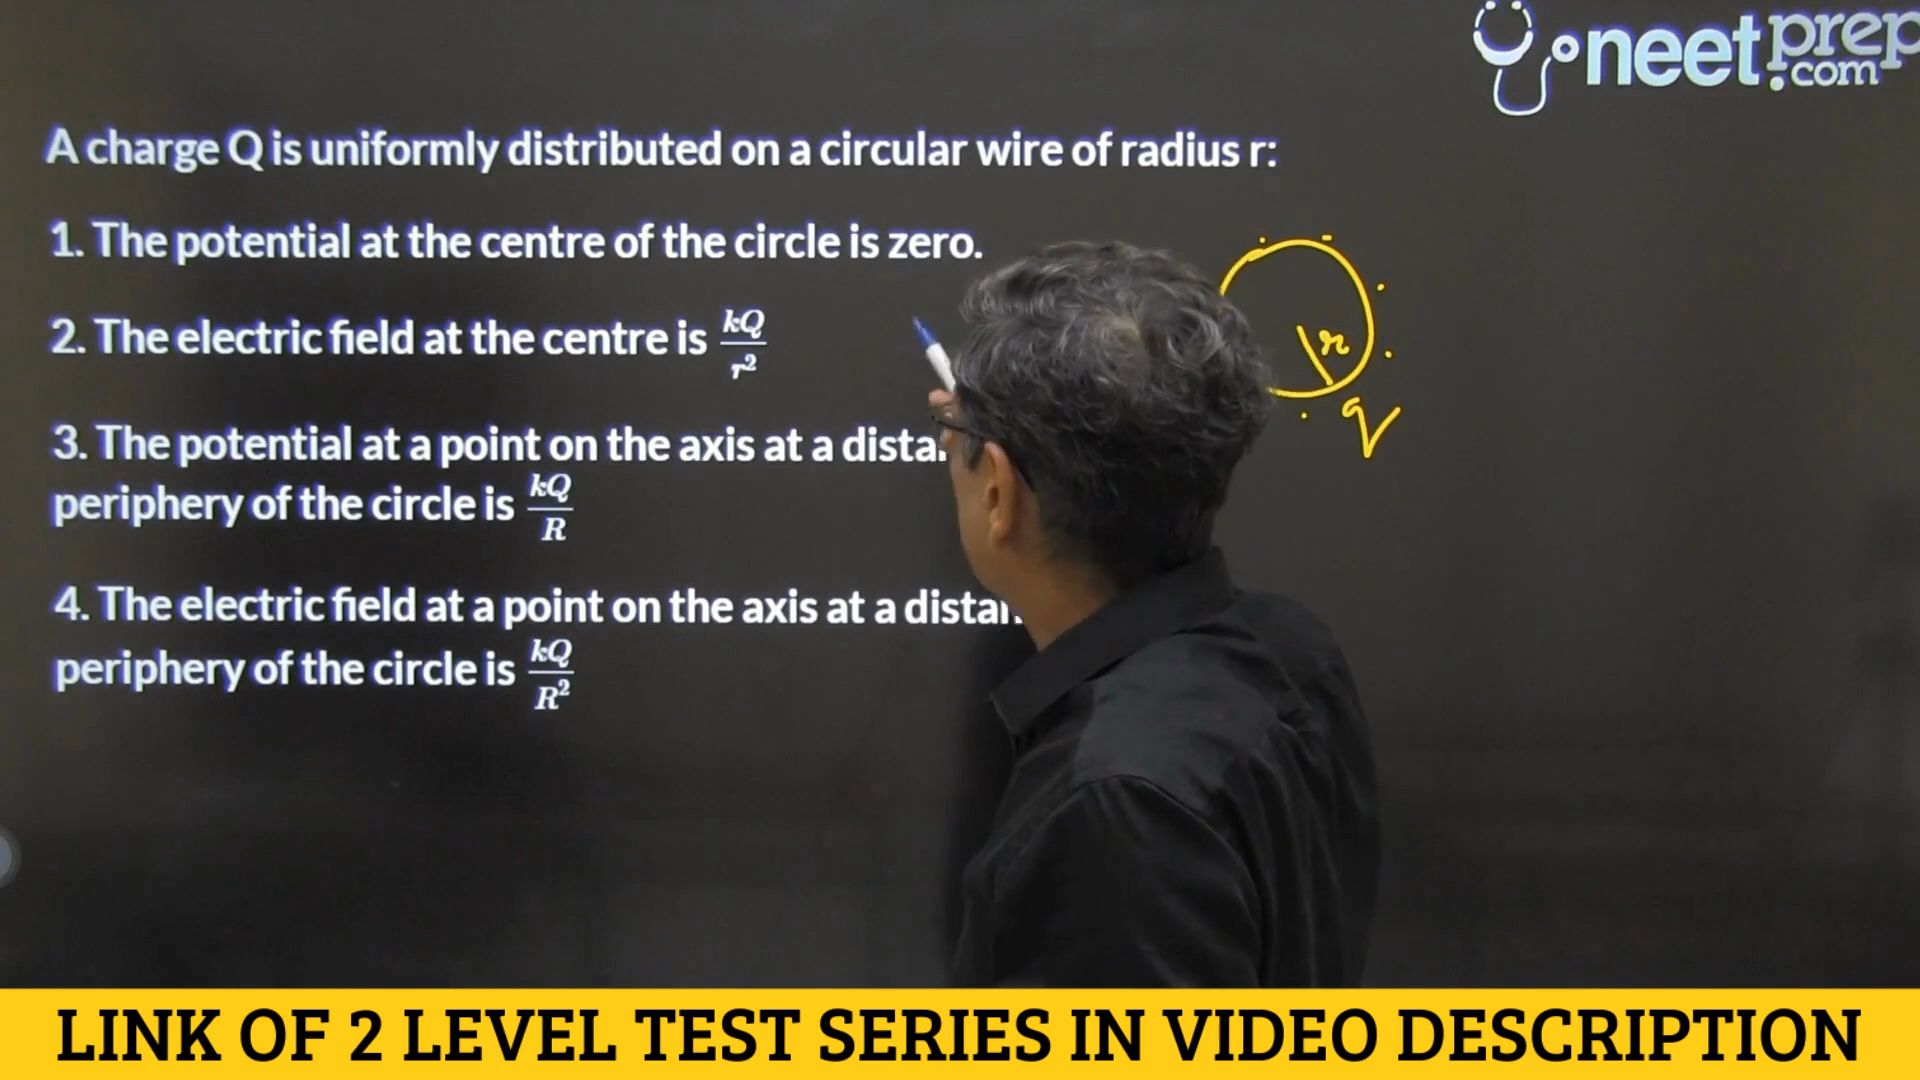 neetprep
.com
A charge Q is uniformly distributed on a circular wire of radius r:
1. The potential at the centre of the circle is zero.
2. The electric field at the centre is kQ/r²
3. The potential at a point on the axis at a
periphery of the circle is kQ/R
4. The electric field at a point on the axis at a
periphery of the circle is kQ/R²
r
q
LINK OF 2 LEVEL TEST SERIES IN VIDEO DESCRIPTION